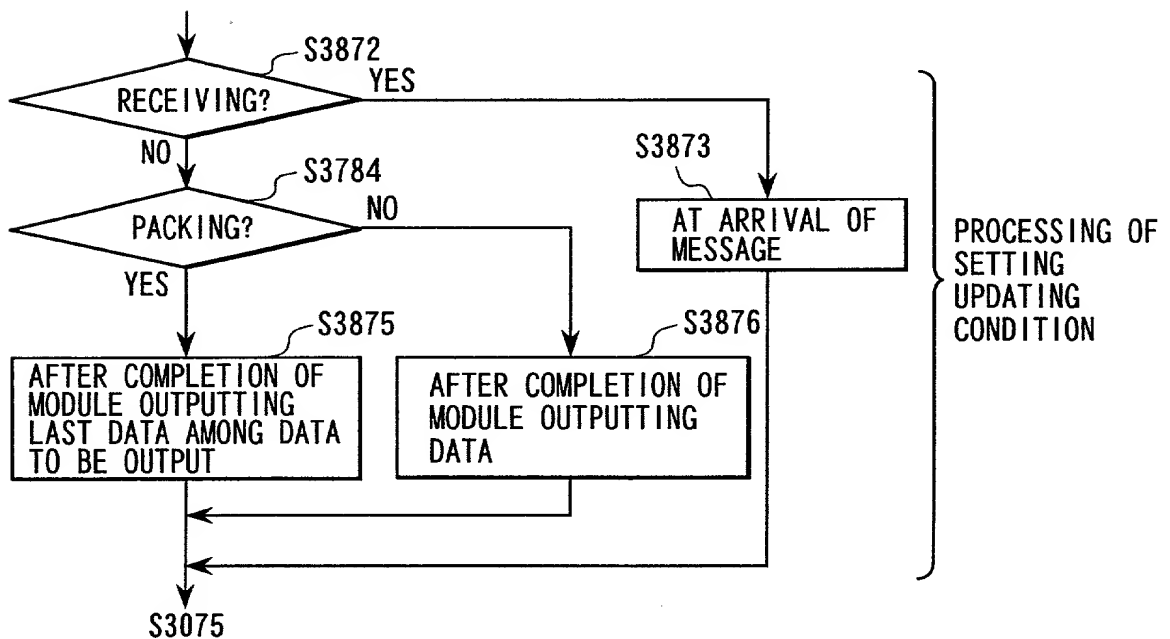 S3872
RECEIVING?
YES
NO
S3784
PACKING?
NO
YES
S3873
AT ARRIVAL OF
MESSAGE
S3875
AFTER COMPLETION OF
MODULE OUTPUTTING
LAST DATA AMONG DATA
TO BE OUTPUT
S3876
AFTER COMPLETION OF
MODULE OUTPUTTING
DATA
PROCESSING OF
SETTING
UPDATING
CONDITION
S3075